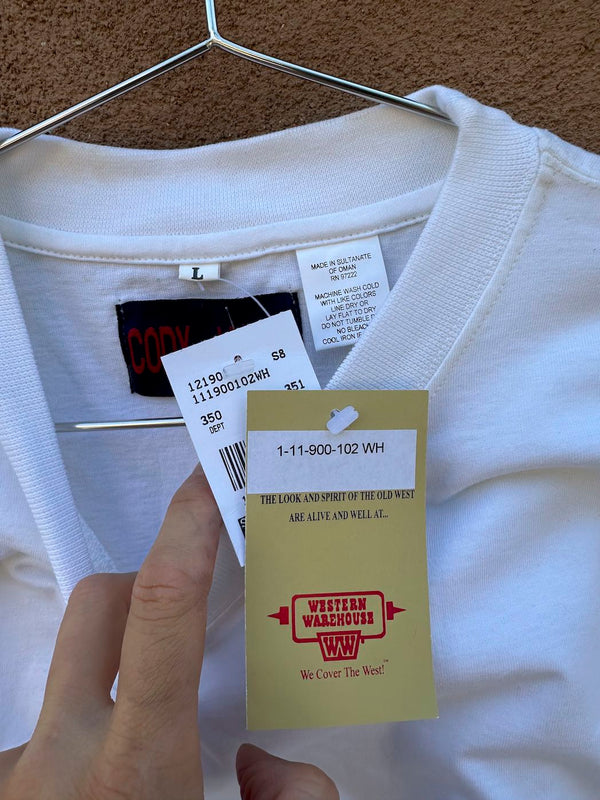 L
MADE IN SULTANATE
OF OMAN
RN 97222
MACHINE WASH COLD
WITH LIKE COLORS
LINE DRY OR
LAY FLAT TO DRY
DO NOT TUMBLE
NO BLEACH
COOL IRON
CODY
12190 S8
111900102WH
350 351
DEPT
1-11-900-102 WH
THE LOOK AND SPIRIT OF THE OLD WEST
ARE ALIVE AND WELL AT...
WESTERN
WAREHOUSE
WW
We Cover The West!™